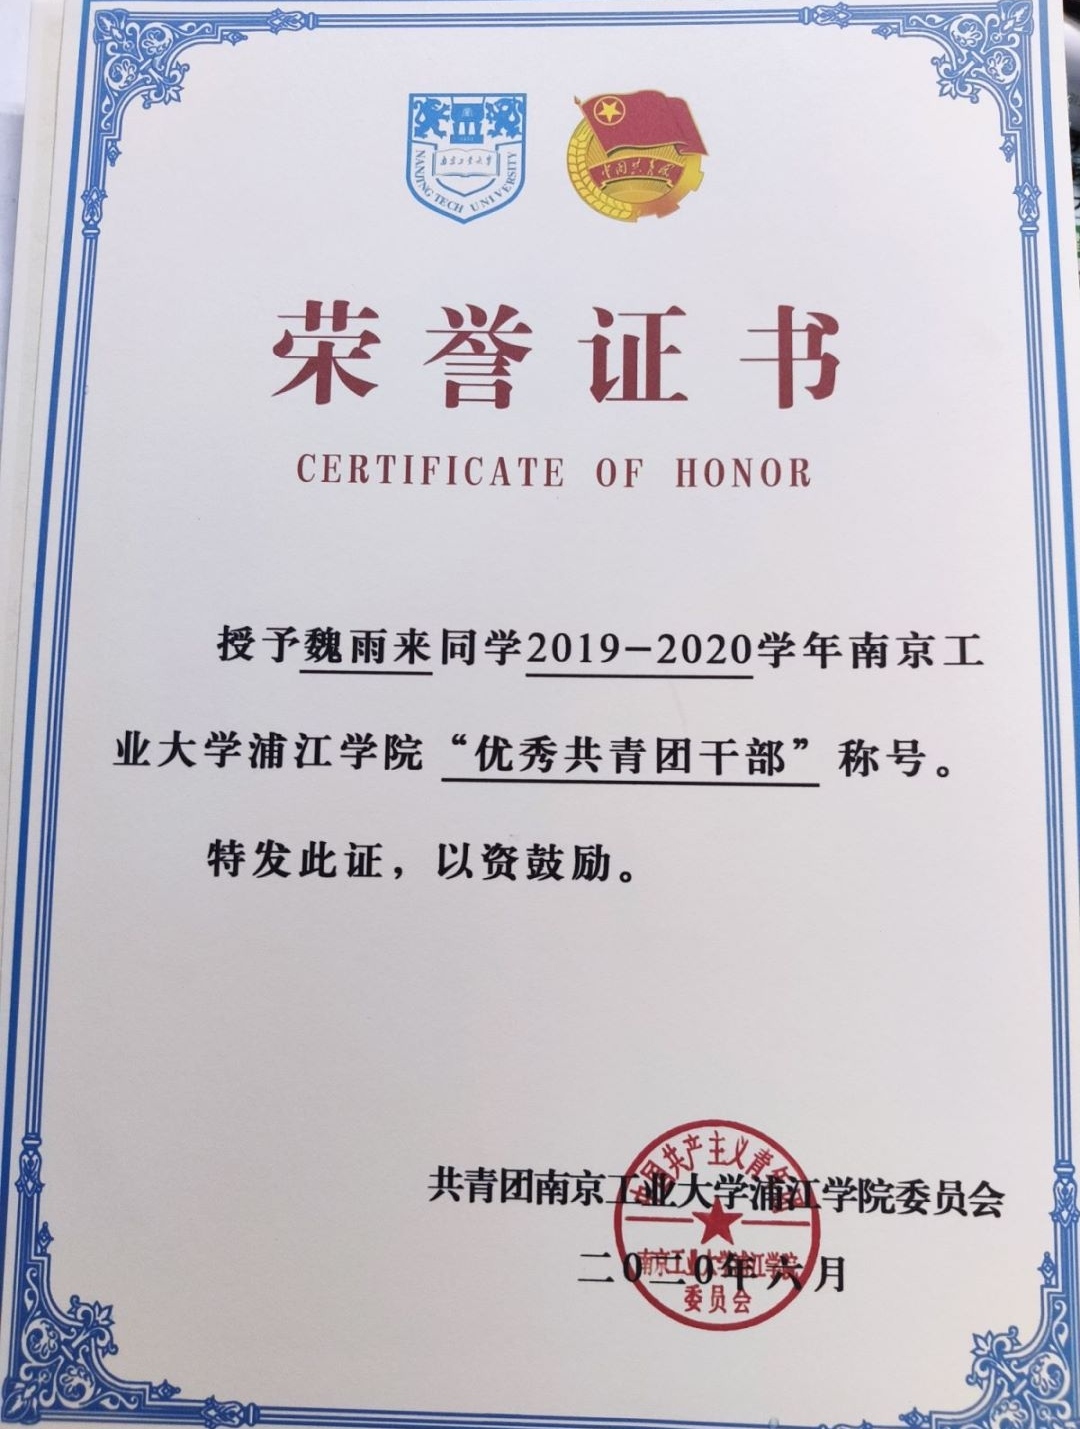 南京工业大学
NANJING TECH UNIVERSITY
中国共青团
荣誉证书
CERTIFICATE OF HONOR
授予魏雨来同学2019-2020学年南京工
业大学浦江学院“优秀共青团干部”称号。
特发此证，以资鼓励。
共青团南京工业大学浦江学院委员会
二0二0年六月
中国共产主义青年团
南京工业大学浦江学院
委员会